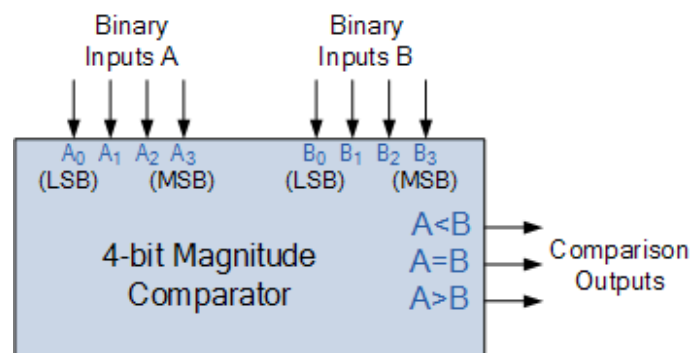 Binary
Inputs A
Binary
Inputs B
A₀ A₁ A₂ A₃
(LSB) (MSB)
B₀ B₁ B₂ B₃
(LSB) (MSB)
4-bit Magnitude
Comparator
A<B
A=B
A>B
Comparison
Outputs